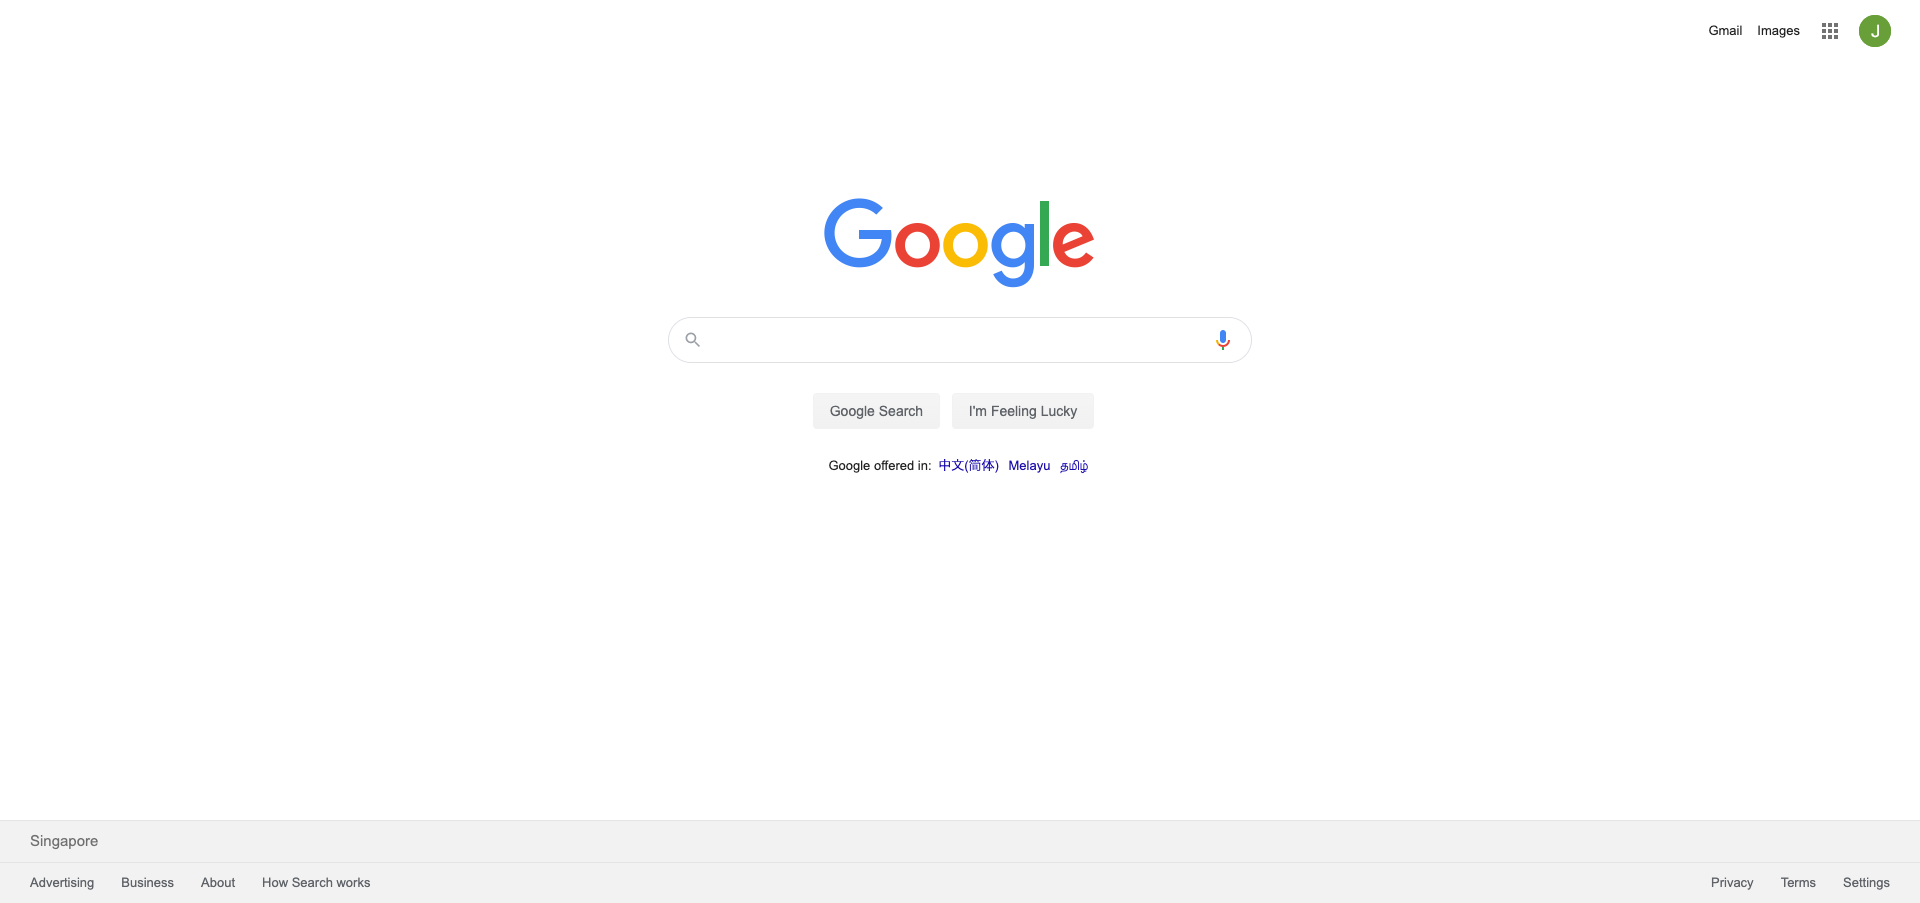 Gmail Images J
Google
Google Search I'm Feeling Lucky
Google offered in: 中文(简体) Melayu தமிழ்
Singapore
Advertising Business About How Search works Privacy Terms Settings